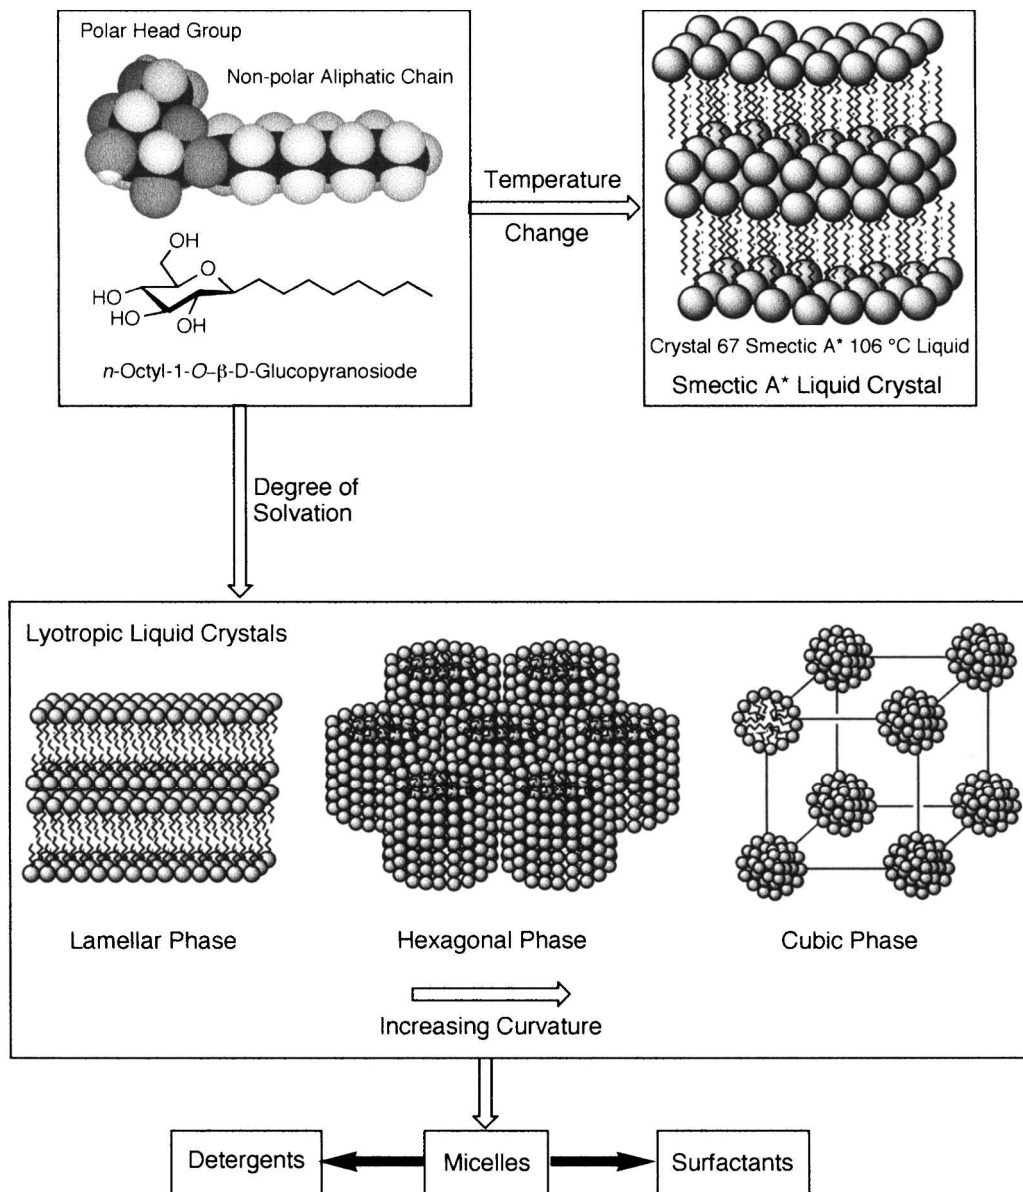 Polar Head Group
Non-polar Aliphatic Chain
OH
O
HO
HO
OH
n-Octyl-1-O–β-D-Glucopyranosiode
Temperature
Change
Crystal 67 Smectic A* 106 °C Liquid
Smectic A* Liquid Crystal
Degree of
Solvation
Lyotropic Liquid Crystals
Lamellar Phase
Hexagonal Phase
Cubic Phase
Increasing Curvature
Detergents
Micelles
Surfactants